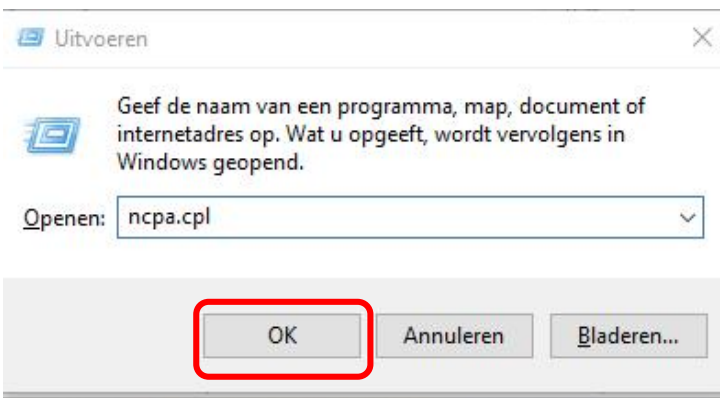 Uitvoeren
Geef de naam van een programma, map, document of
internetadres op. Wat u opgeeft, wordt vervolgens in
Windows geopend.
Openen: ncpa.cpl
OK Annuleren Bladeren...